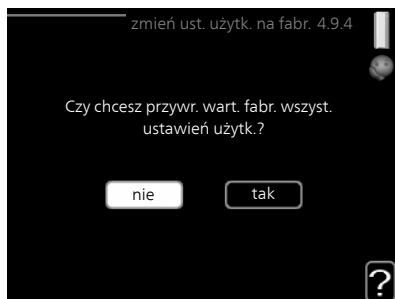 zmień ust. użytk. na fabr. 4.9.4
Czy chcesz przywr. wart. fabr. wszyst.
ustawień użytk.?
nie
tak
?